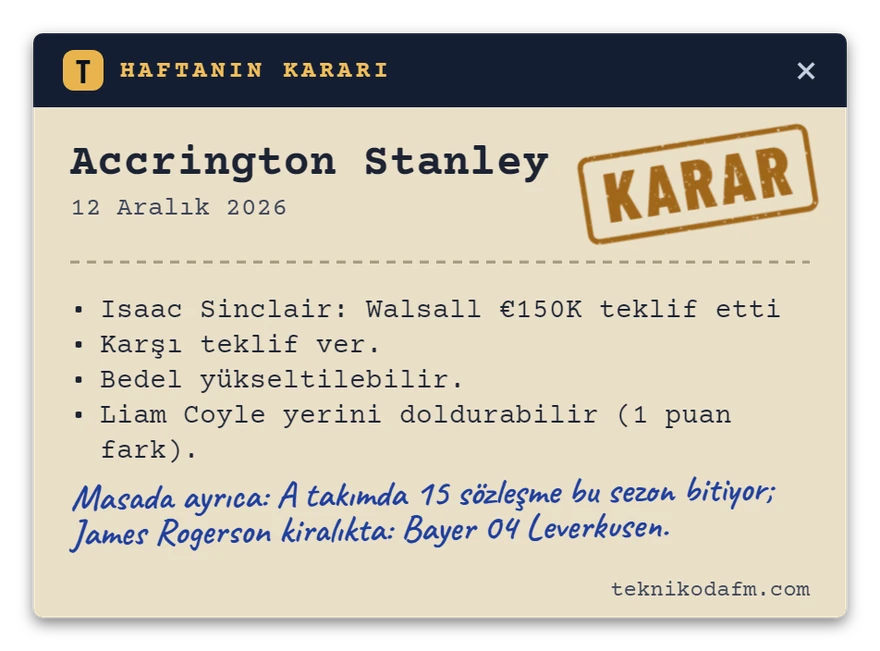 T HAFTANIN KARARI ×
Accrington Stanley
12 Aralık 2026
KARAR
• Isaac Sinclair: Walsall €150K teklif etti
• Karşı teklif ver.
• Bedel yükseltilebilir.
• Liam Coyle yerini doldurabilir (1 puan
fark).
Masada ayrıca: A takımda 15 sözleşme bu sezon bitiyor;
James Rogerson kiralıkta: Bayer 04 Leverkusen.
teknikodafm.com